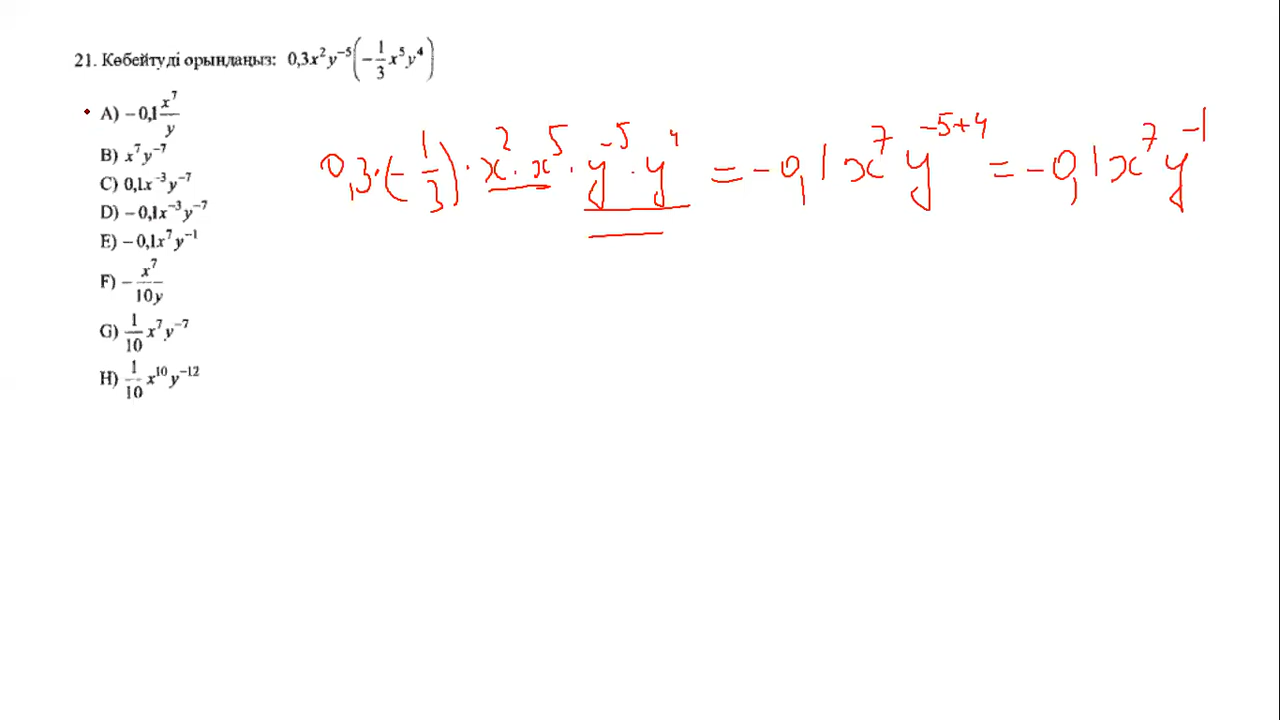 21. Көбейтуді орындаңыз: 0,3x²y⁻⁵(-1/3 x⁵y⁴)
A) -0,1 x⁷/y
B) x⁷y⁻⁷
C) 0,1x⁻³y⁻⁷
D) -0,1x⁻³y⁻⁷
E) -0,1x⁷y⁻¹
F) - x⁷/10y
G) 1/10 x⁷y⁻⁷
H) 1/10 x¹⁰y⁻¹²
0,3·(-1/3)·x²·x⁵·y⁻⁵·y⁴ = -0,1x⁷y⁻⁵⁺⁴ = -0,1x⁷y⁻¹